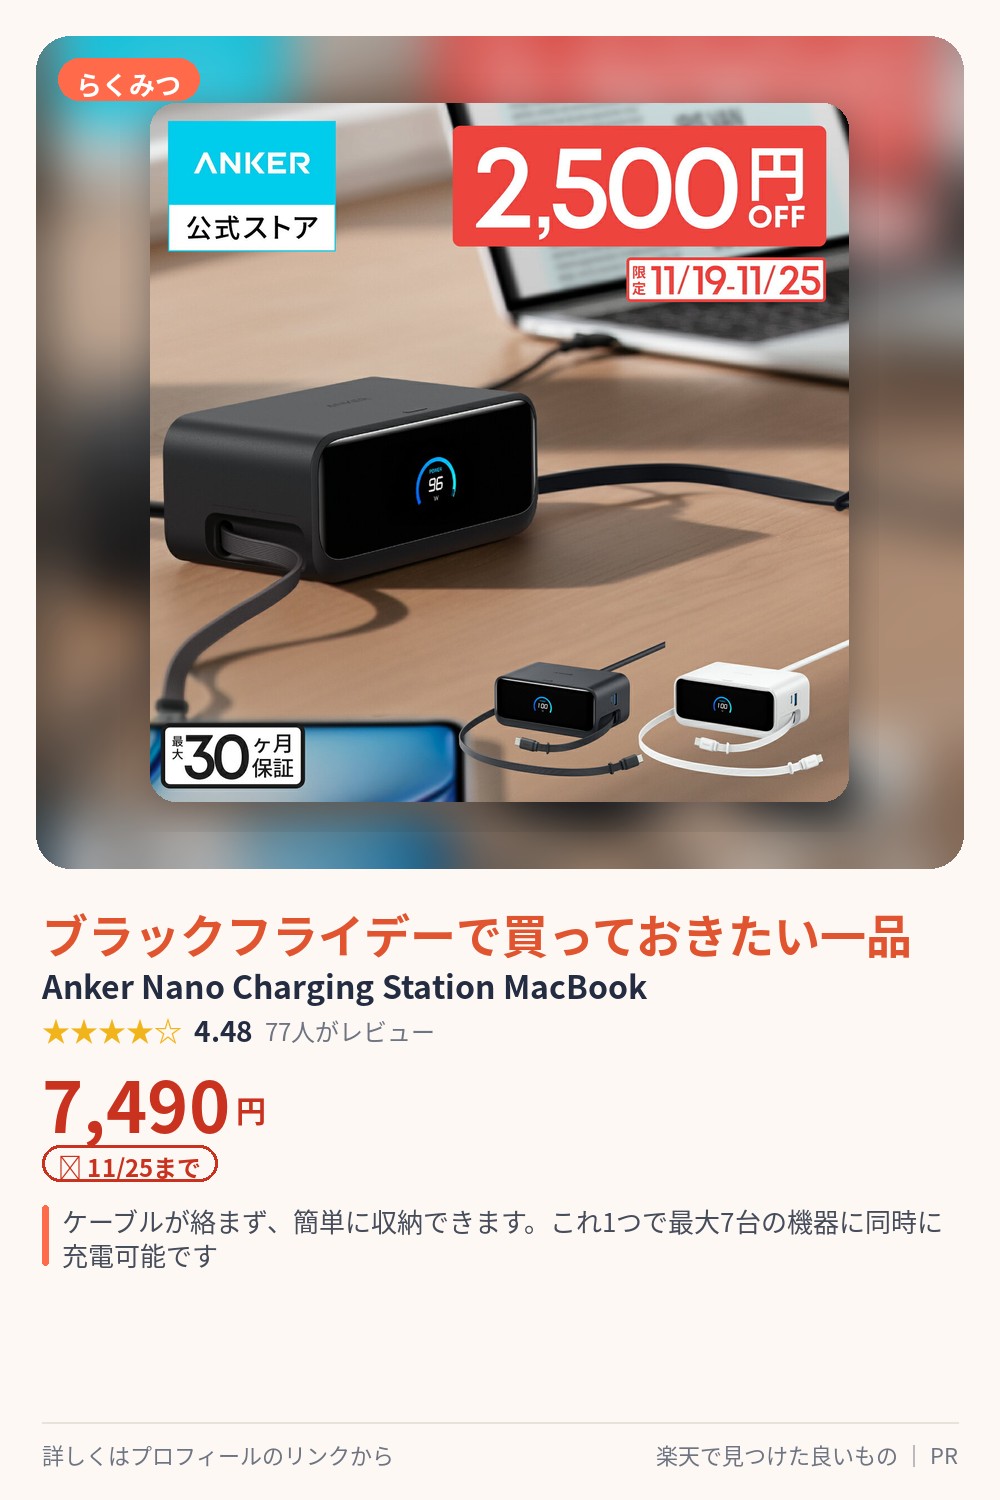 らくみつ
ANKER
公式ストア
2,500円
OFF
限定 11/19-11/25
POWER
96
W
100
100
最大30ヶ月
保証
ブラックフライデーで買っておきたい一品
Anker Nano Charging Station MacBook
★★★★☆ 4.48 77人がレビュー
7,490円
11/25まで
ケーブルが絡まず、簡単に収納できます。これ1つで最大7台の機器に同時に
充電可能です
詳しくはプロフィールのリンクから
楽天で見つけた良いもの | PR